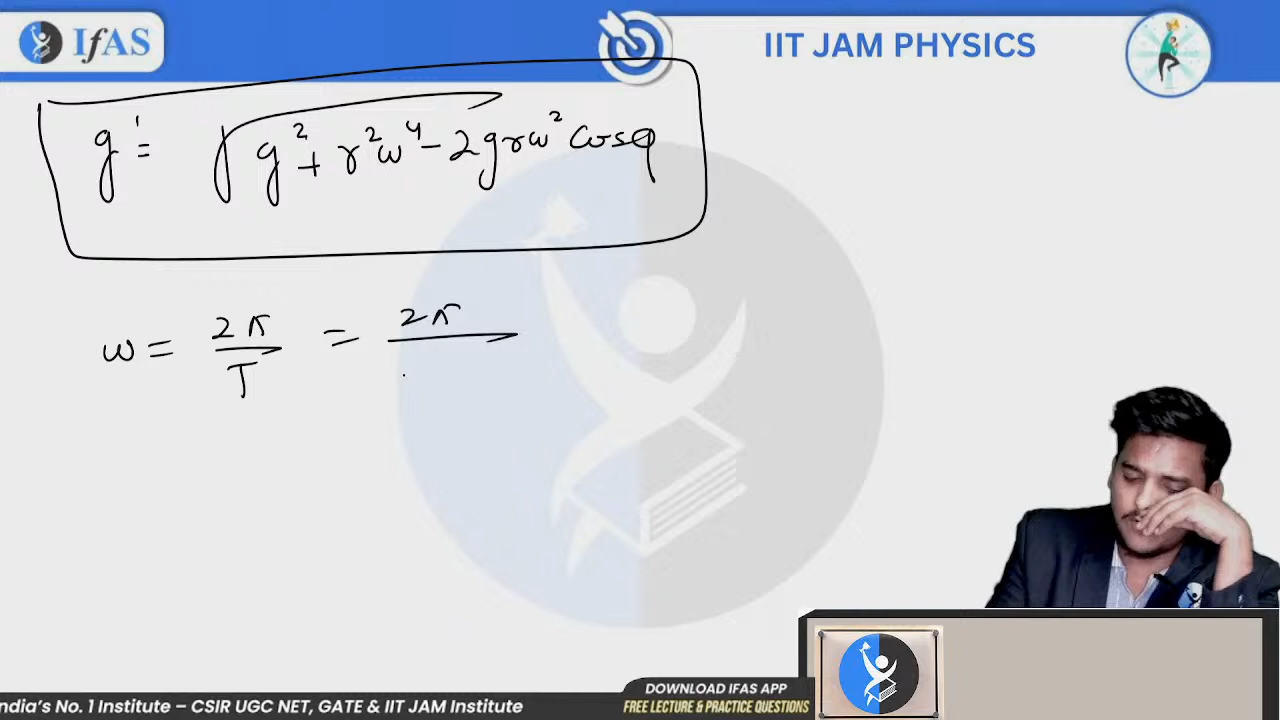 IfAS
IIT JAM PHYSICS
g' = √g² + r²ω⁴ - 2grω² cosφ
ω = 2π/T = 2π
DOWNLOAD IFAS APP
FREE LECTURE & PRACTICE QUESTIONS
ndia's No. 1 Institute – CSIR UGC NET, GATE & IIT JAM Institute